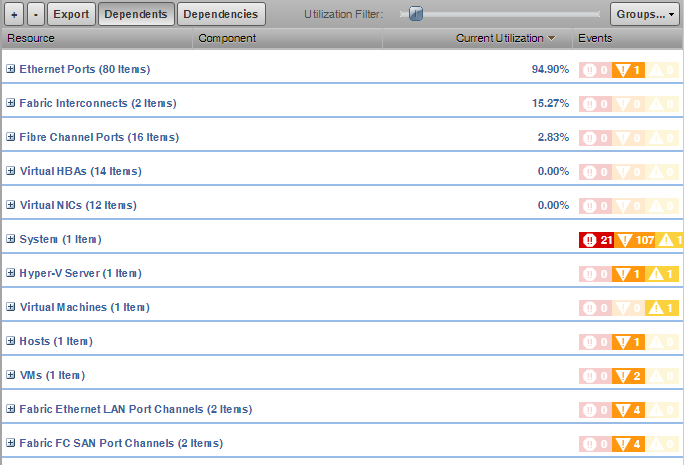 + - Export Dependents Dependencies Utilization Filter: Groups...
Resource Component Current Utilization Events
Ethernet Ports (80 Items) 94.90% 0 1 0
Fabric Interconnects (2 Items) 15.27% 0 0 0
Fibre Channel Ports (16 Items) 2.83% 0 0 0
Virtual HBAs (14 Items) 0.00% 0 0 0
Virtual NICs (12 Items) 0.00% 0 0 0
System (1 Item) 21 107
Hyper-V Server (1 Item) 0 1 1
Virtual Machines (1 Item) 0 0 1
Hosts (1 Item) 0 1 0
VMs (1 Item) 0 2 0
Fabric Ethernet LAN Port Channels (2 Items) 0 4 0
Fabric FC SAN Port Channels (2 Items) 0 4 0